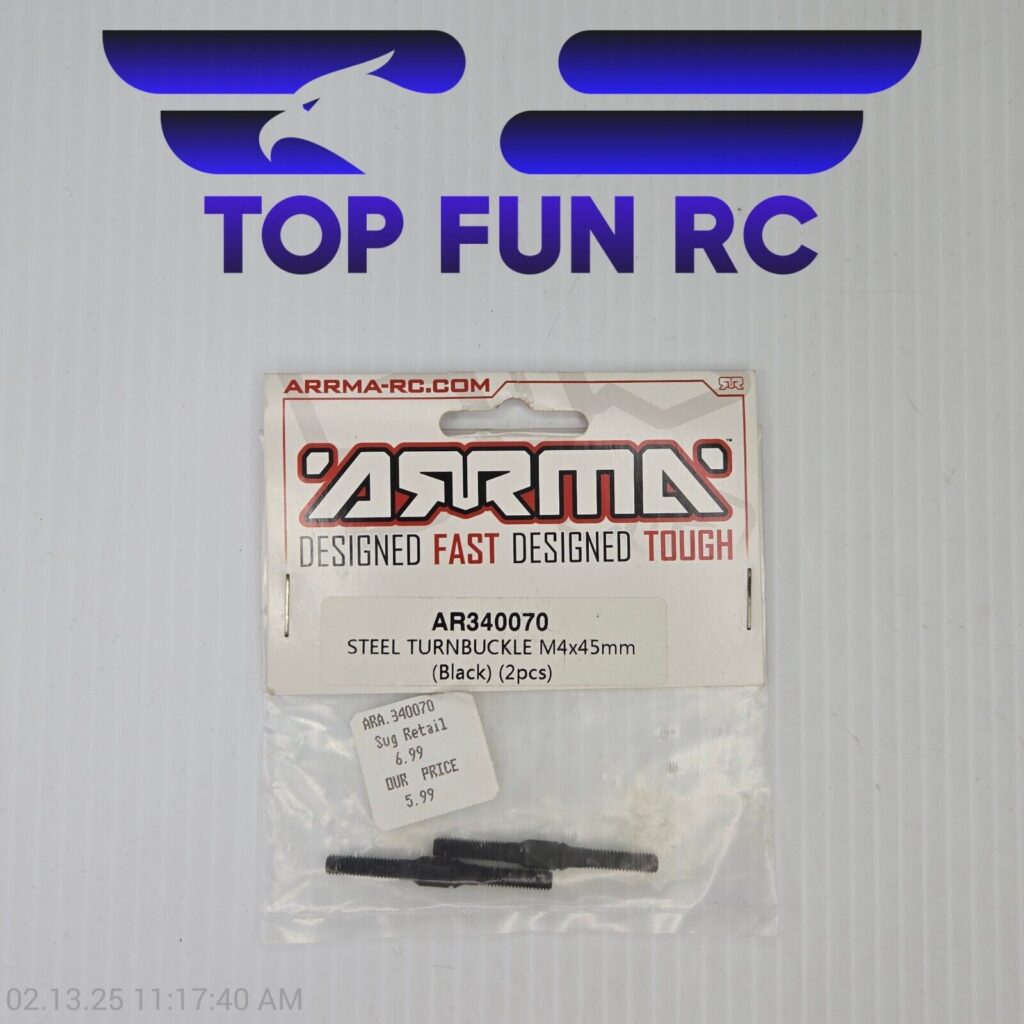 TOP FUN RC
ARRMA-RC.COM
ARRMA
DESIGNED FAST DESIGNED TOUGH
AR340070
STEEL TURNBUCKLE M4x45mm
(Black) (2pcs)
ARA.340070
Sug Retail
6.99
OUR PRICE
5.99
02.13.25 11:17:40 AM